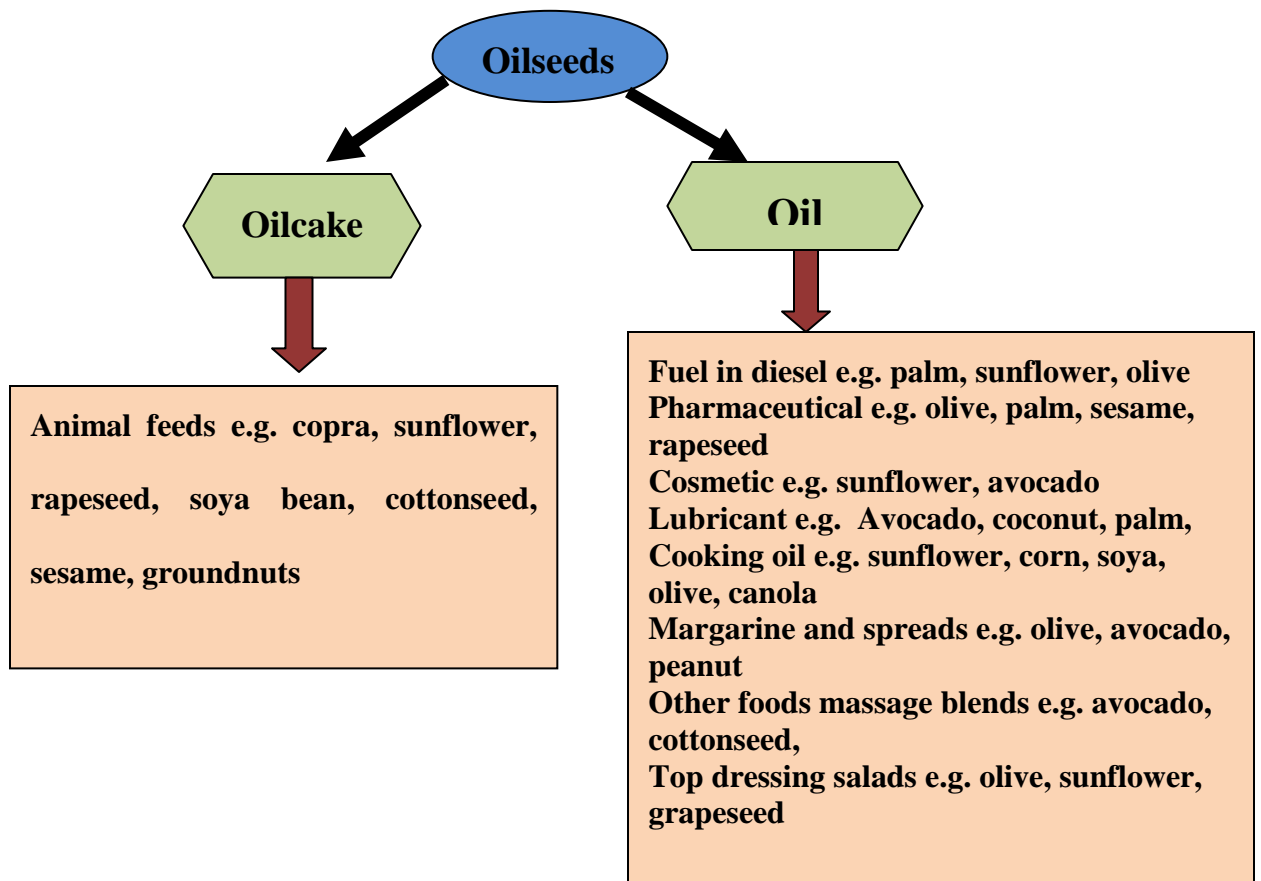 Oilseeds
Oilcake
Oil
Animal feeds e.g. copra, sunflower,
rapeseed, soya bean, cottonseed,
sesame, groundnuts
Fuel in diesel e.g. palm, sunflower, olive
Pharmaceutical e.g. olive, palm, sesame,
rapeseed
Cosmetic e.g. sunflower, avocado
Lubricant e.g. Avocado, coconut, palm,
Cooking oil e.g. sunflower, corn, soya,
olive, canola
Margarine and spreads e.g. olive, avocado,
peanut
Other foods massage blends e.g. avocado,
cottonseed,
Top dressing salads e.g. olive, sunflower,
grapeseed